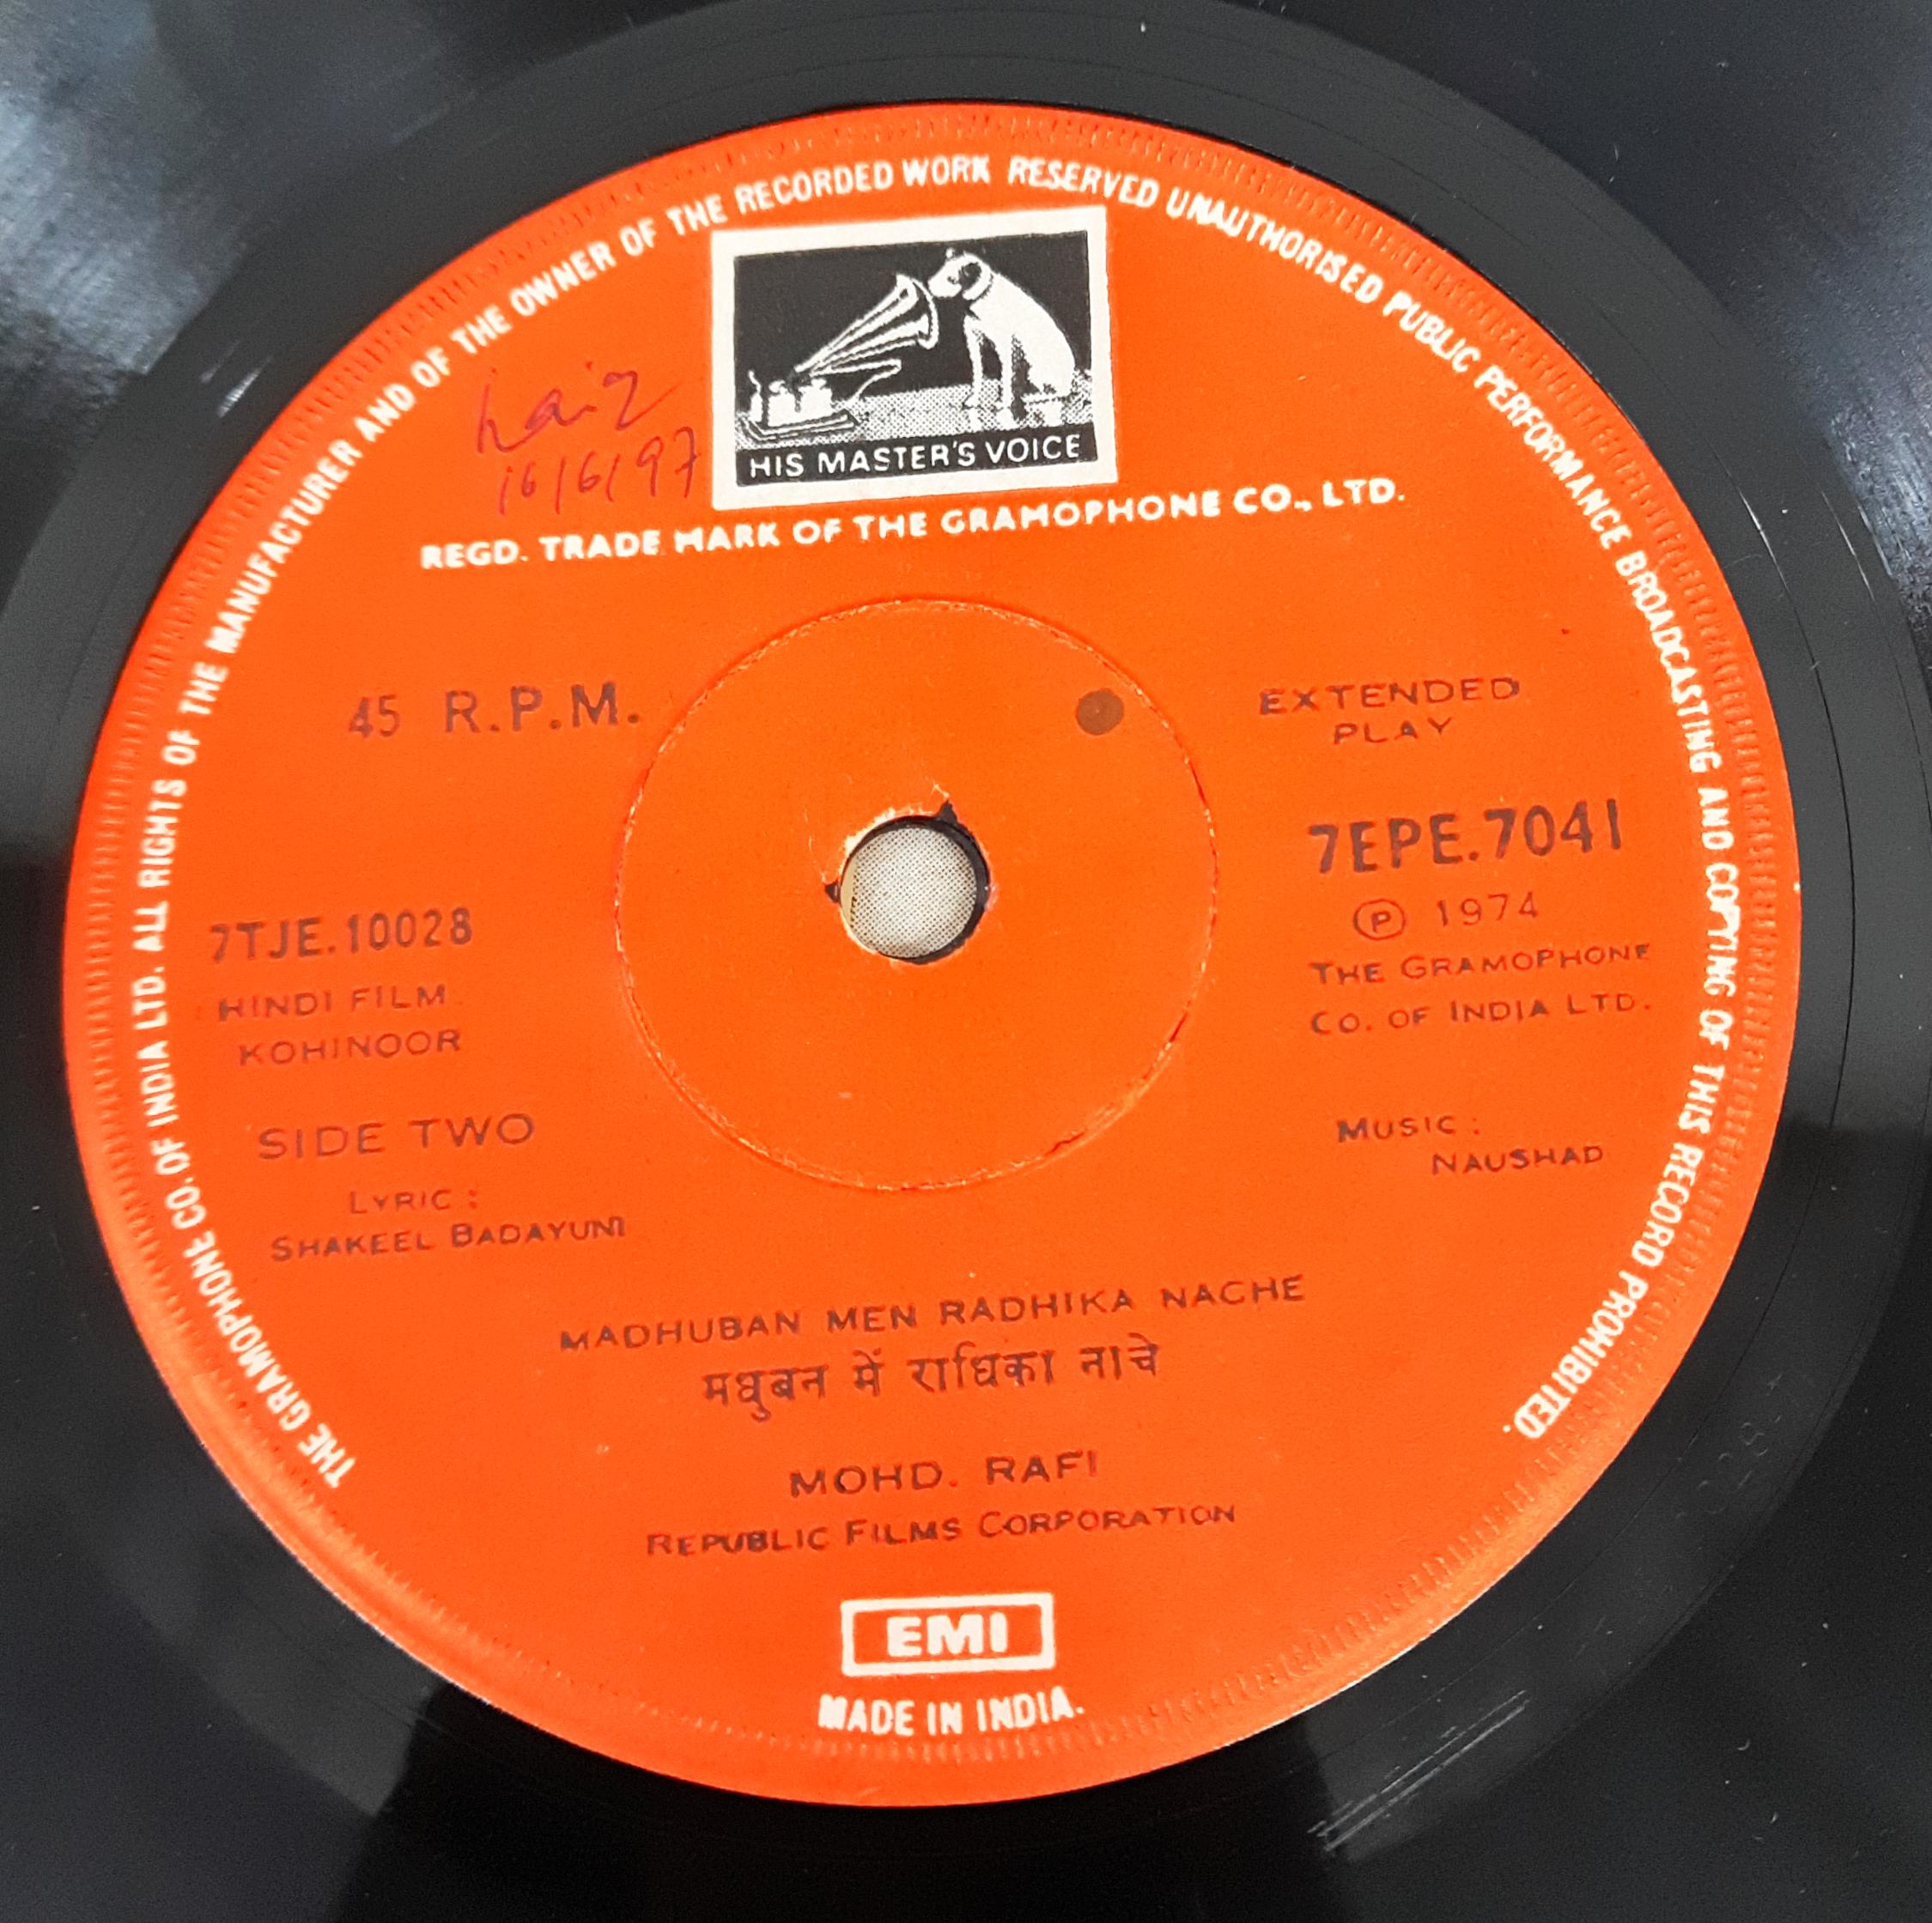 THE GRAMOPHONE CO. OF INDIA LTD. ALL RIGHTS OF THE MANUFACTURER AND OF THE OWNER OF THE RECORDED WORK RESERVED UNAUTHORISED PUBLIC PERFORMANCE BROADCASTING AND COPYING OF THIS RECORD PROHIBITED.
HIS MASTER'S VOICE
16/6/97
REGD. TRADE MARK OF THE GRAMOPHONE CO., LTD.
45 R.P.M.
EXTENDED
PLAY
7EPE.7041
℗ 1974
THE GRAMOPHONE
CO. OF INDIA LTD.
7TJE.10028
HINDI FILM
KOHINOOR
SIDE TWO
LYRIC :
SHAKEEL BADAYUNI
MUSIC :
NAUSHAD
MADHUBAN MEN RADHIKA NACHE
मधुबन में राधिका नाचे
MOHD. RAFI
REPUBLIC FILMS CORPORATION
EMI
MADE IN INDIA.